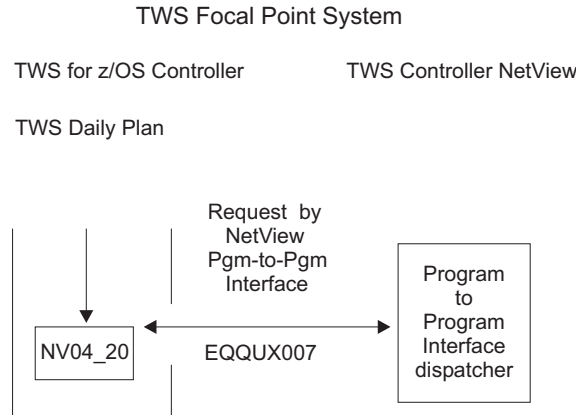 TWS Focal Point System
TWS for z/OS Controller
TWS Controller NetView
TWS Daily Plan
Request by
NetView
Pgm-to-Pgm
Interface
NV04_20
EQQUX007
Program
to
Program
Interface
dispatcher